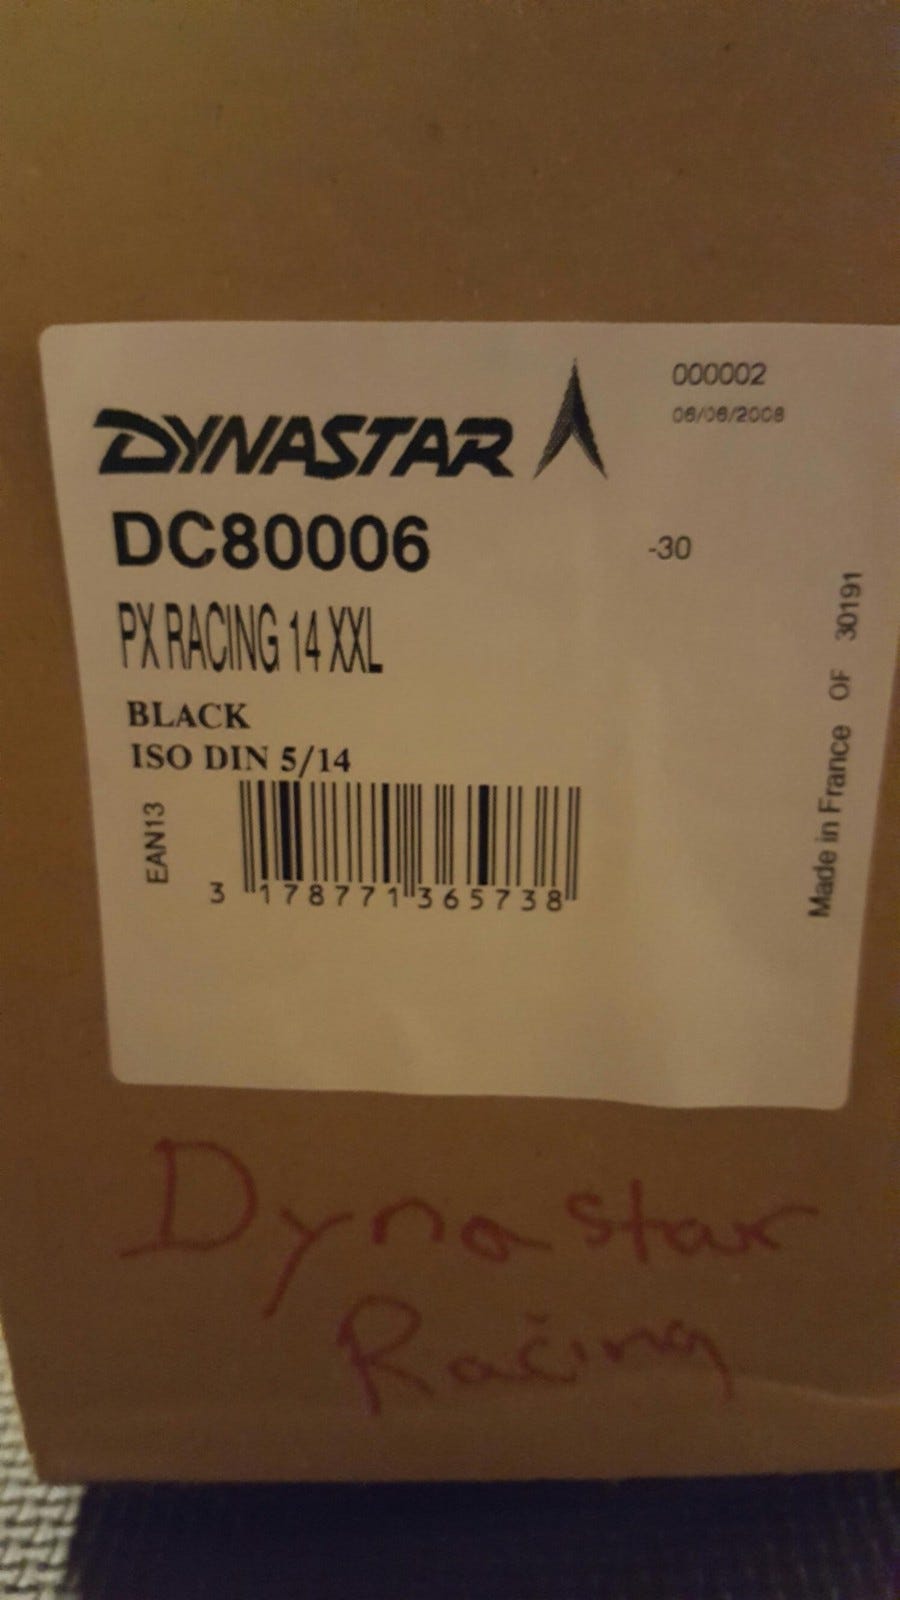 DYNASTAR
000002
06/06/2008
DC80006
-30
PX RACING 14 XXL
BLACK
ISO DIN 5/14
EAN13
3 178771 365738
Made in France OF 30191
Dynastar
Racing